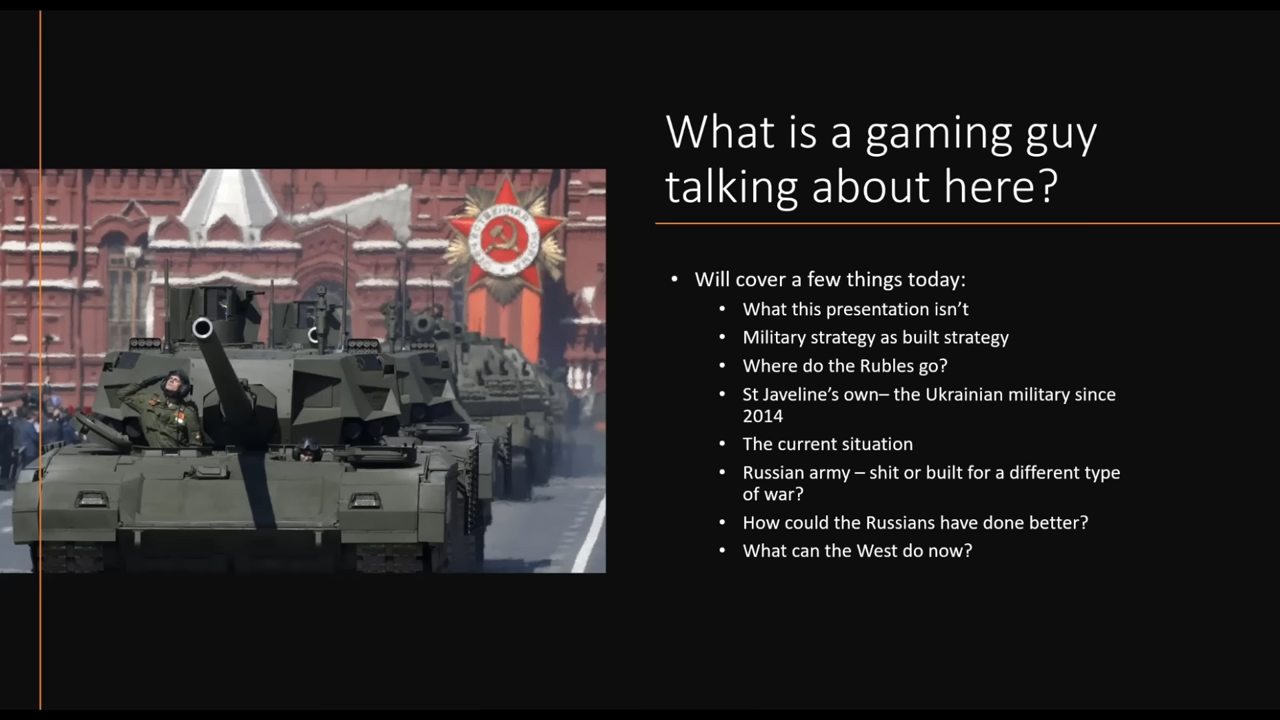 What is a gaming guy
talking about here?
• Will cover a few things today:
• What this presentation isn’t
• Military strategy as built strategy
• Where do the Rubles go?
• St Javeline’s own– the Ukrainian military since
2014
• The current situation
• Russian army – shit or built for a different type
of war?
• How could the Russians have done better?
• What can the West do now?